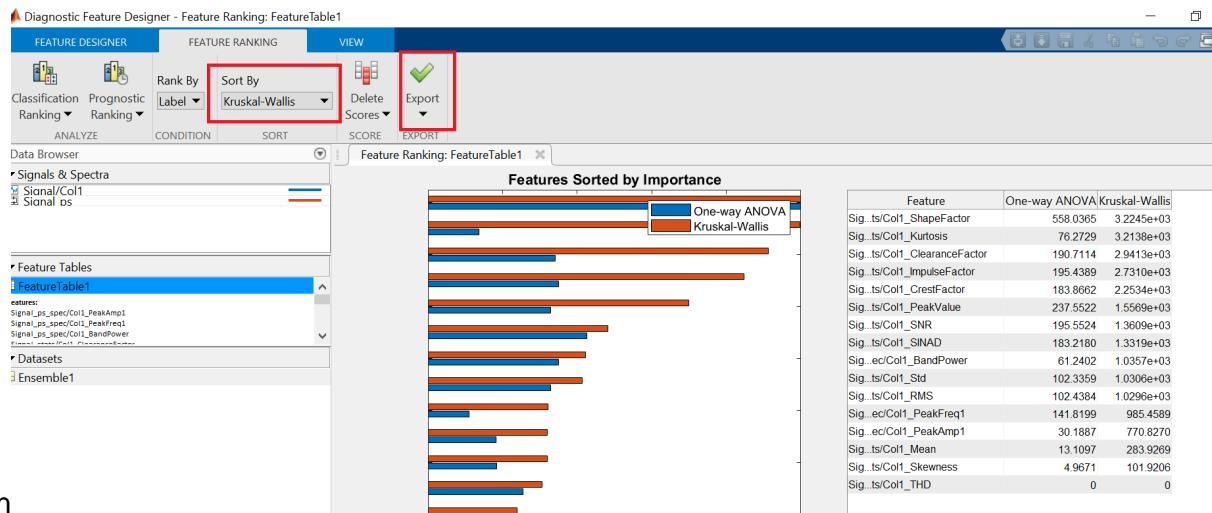 Diagnostic Feature Designer - Feature Ranking: FeatureTable1
FEATURE DESIGNER
FEATURE RANKING
VIEW
Classification Ranking
Prognostic Ranking
Rank By
Label
Sort By
Kruskal-Wallis
Delete Scores
Export
ANALYZE
CONDITION
SORT
SCORE
EXPORT
Data Browser
Signals & Spectra
Signal/Col1
Signal_ps
Feature Tables
FeatureTable1
eatures:
Signal_ps_spec/Col1_PeakAmp1
Signal_ps_spec/Col1_PeakFreq1
Signal_ps_spec/Col1_BandPower
Signal_stats/Col1_ClearanceFactor
Datasets
Ensemble1
Feature Ranking: FeatureTable1
Features Sorted by Importance
One-way ANOVA
Kruskal-Wallis
Feature One-way ANOVA Kruskal-Wallis
Sig...ts/Col1_ShapeFactor 558.0365 3.2245e+03
Sig...ts/Col1_Kurtosis 76.2729 3.2138e+03
Sig...ts/Col1_ClearanceFactor 190.7114 2.9413e+03
Sig...ts/Col1_ImpulseFactor 195.4389 2.7310e+03
Sig...ts/Col1_CrestFactor 183.8662 2.2534e+03
Sig...ts/Col1_PeakValue 237.5522 1.5569e+03
Sig...ts/Col1_SNR 195.5524 1.3609e+03
Sig...ts/Col1_SINAD 183.2180 1.3319e+03
Sig...ec/Col1_BandPower 61.2402 1.0357e+03
Sig...ts/Col1_Std 102.3359 1.0306e+03
Sig...ts/Col1_RMS 102.4384 1.0296e+03
Sig...ec/Col1_PeakFreq1 141.8199 985.4589
Sig...ec/Col1_PeakAmp1 30.1887 770.8270
Sig...ts/Col1_Mean 13.1097 283.9269
Sig...ts/Col1_Skewness 4.9671 101.9206
Sig...ts/Col1_THD 0 0